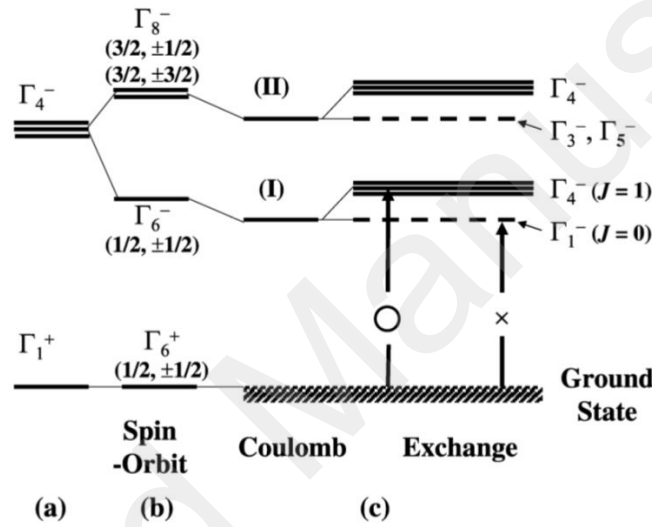 Γ₈⁻
(3/2, ±1/2)
(3/2, ±3/2)
Γ₄⁻
(II)
Γ₄⁻
Γ₃⁻, Γ₅⁻
(I)
Γ₄⁻ (J = 1)
Γ₆⁻
(1/2, ±1/2)
Γ₁⁻ (J = 0)
×
Γ₁⁺
Γ₆⁺
(1/2, ±1/2)
Ground
State
Spin
-Orbit
Coulomb
Exchange
(a)
(b)
(c)